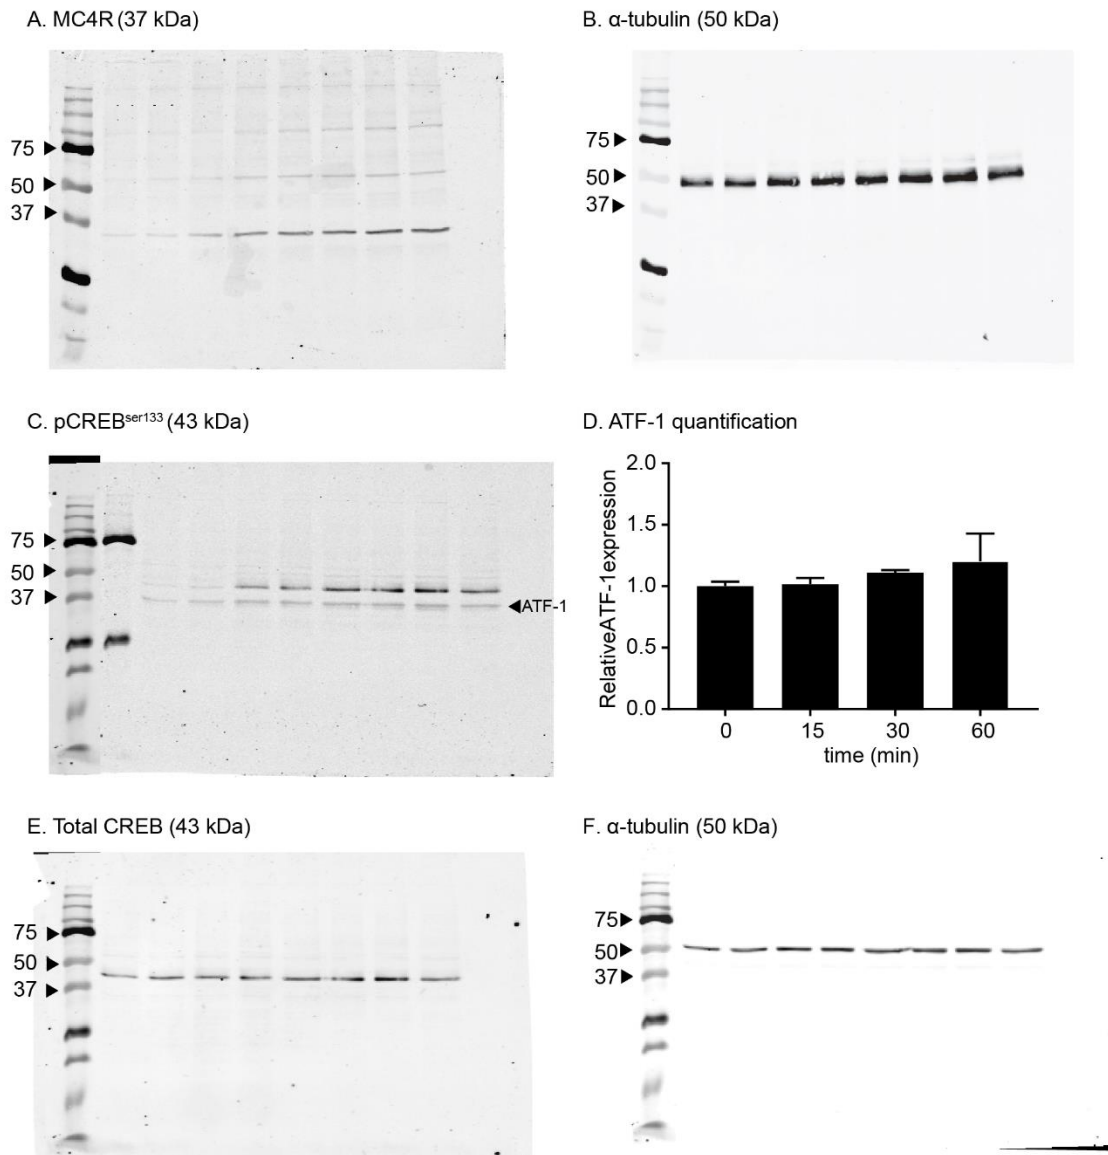 A. MC4R (37 kDa)
75
50
37
B. α-tubulin (50 kDa)
75
50
37
C. pCREBser133 (43 kDa)
75
50
37
ATF-1
D. ATF-1 quantification
RelativeATF-1expression
2.0
1.5
1.0
0.5
0.0
0 15 30 60
time (min)
E. Total CREB (43 kDa)
75
50
37
F. α-tubulin (50 kDa)
75
50
37